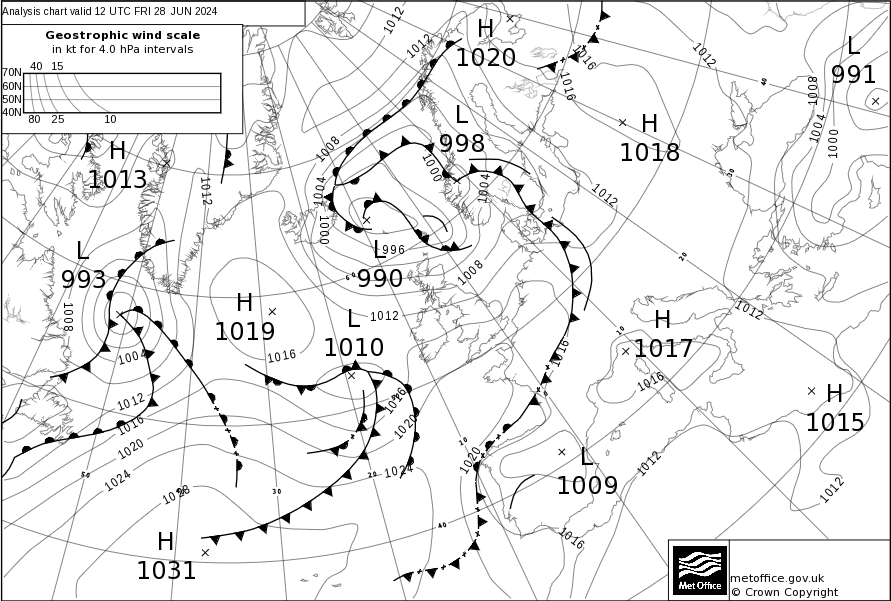 Analysis chart valid 12 UTC FRI 28 JUN 2024
Geostrophic wind scale
in kt for 4.0 hPa intervals
40 15
70N
60N
50N
40N
80 25 10
H
1020
L
991
L
998
H
1018
H
1013
L
993
L
990
H
1019
L
1010
H
1017
H
1015
L
1009
H
1031
1012
1012
1016
1016
1012
1008
1004
1000
1008
1004
1000
1000
1004
1012
1012
996
1008
1012
1012
1008
1004
1016
1016
1016
1012
1016
1020
1024
1028
1016
1020
1024
1020
1012
1012
1016
40
30
20
10
60
50
30
20
10
40
Met Office
metoffice.gov.uk
© Crown Copyright